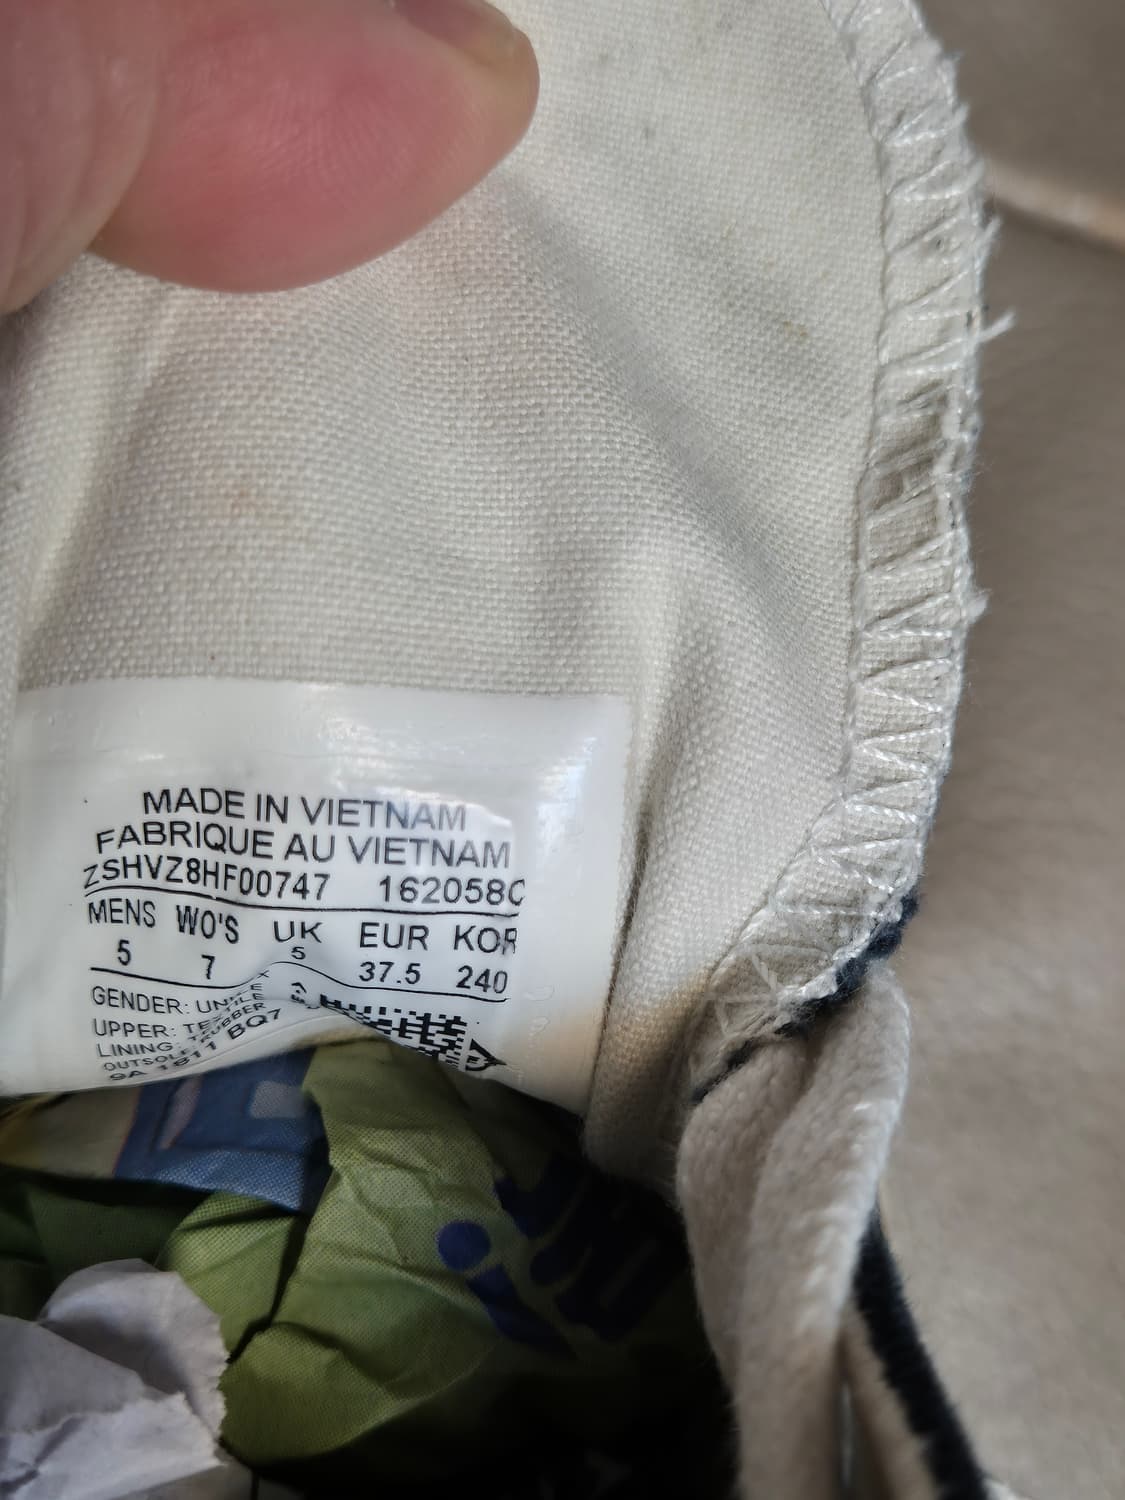 MADE IN VIETNAM
FABRIQUE AU VIETNAM
ZSHVZ8HF00747 162058C
MENS WO'S UK EUR KOR
5 7 5 37.5 240
GENDER:
UPPER:
LINING:
RUBBER
9A 1811 BQ7